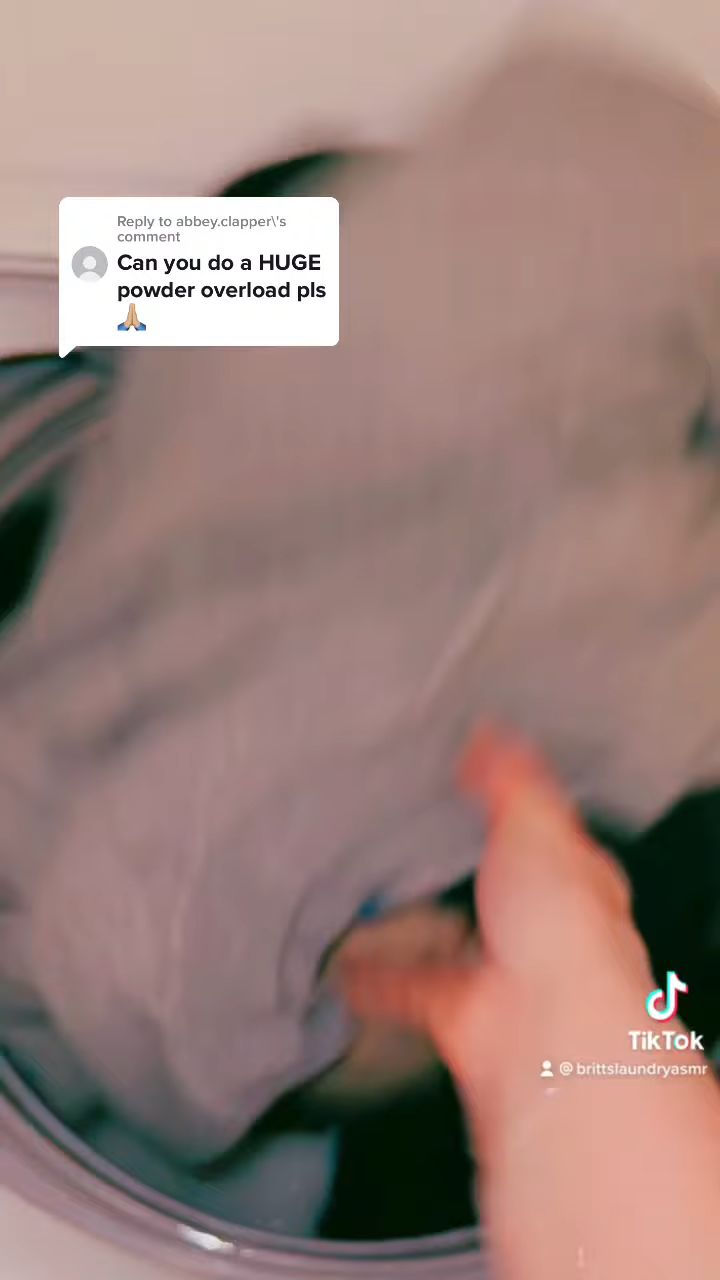 Reply to abbey.clapper\'s
comment
Can you do a HUGE
powder overload pls
🙏🏼
TikTok
@brittslaundryasmr